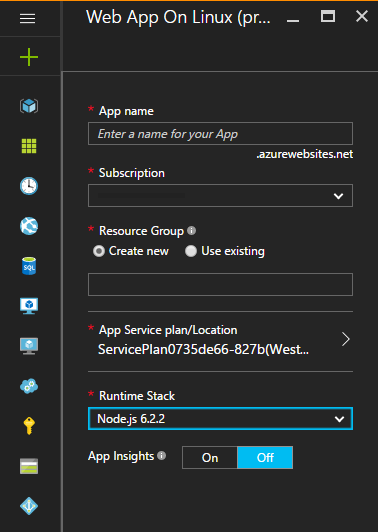 Web App On Linux (pr...
* App name
Enter a name for your App
.azurewebsites.net
* Subscription
* Resource Group
Create new Use existing
* App Service plan/Location
ServicePlan0735de66-827b(West...
* Runtime Stack
Node.js 6.2.2
App Insights On Off
SQL